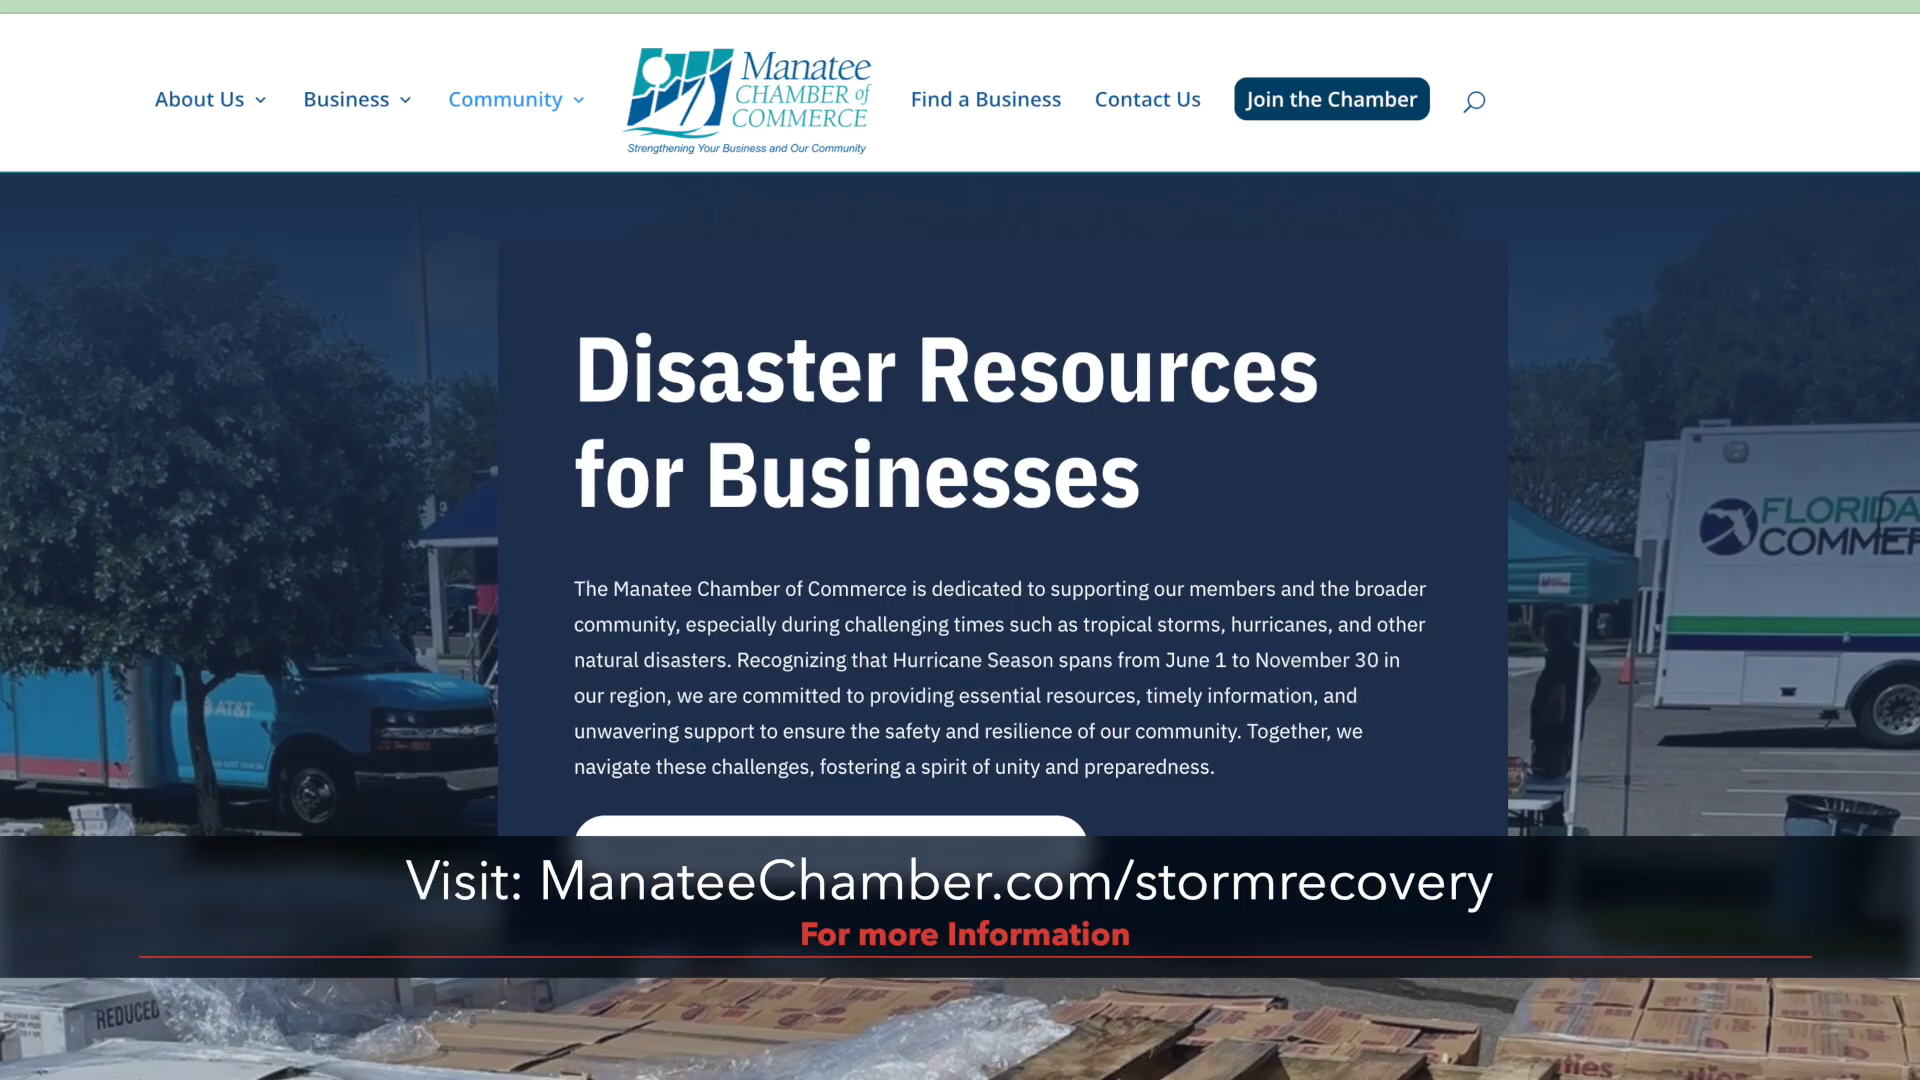 About Us
Business
Community
Manatee
CHAMBER of
COMMERCE
Strengthening Your Business and Our Community
Find a Business
Contact Us
Join the Chamber
Disaster Resources
for Businesses
The Manatee Chamber of Commerce is dedicated to supporting our members and the broader
community, especially during challenging times such as tropical storms, hurricanes, and other
natural disasters. Recognizing that Hurricane Season spans from June 1 to November 30 in
our region, we are committed to providing essential resources, timely information, and
unwavering support to ensure the safety and resilience of our community. Together, we
navigate these challenges, fostering a spirit of unity and preparedness.
AT&T
FLORIDA
COMMER
Visit: ManateeChamber.com/stormrecovery
For more Information
REDUCED